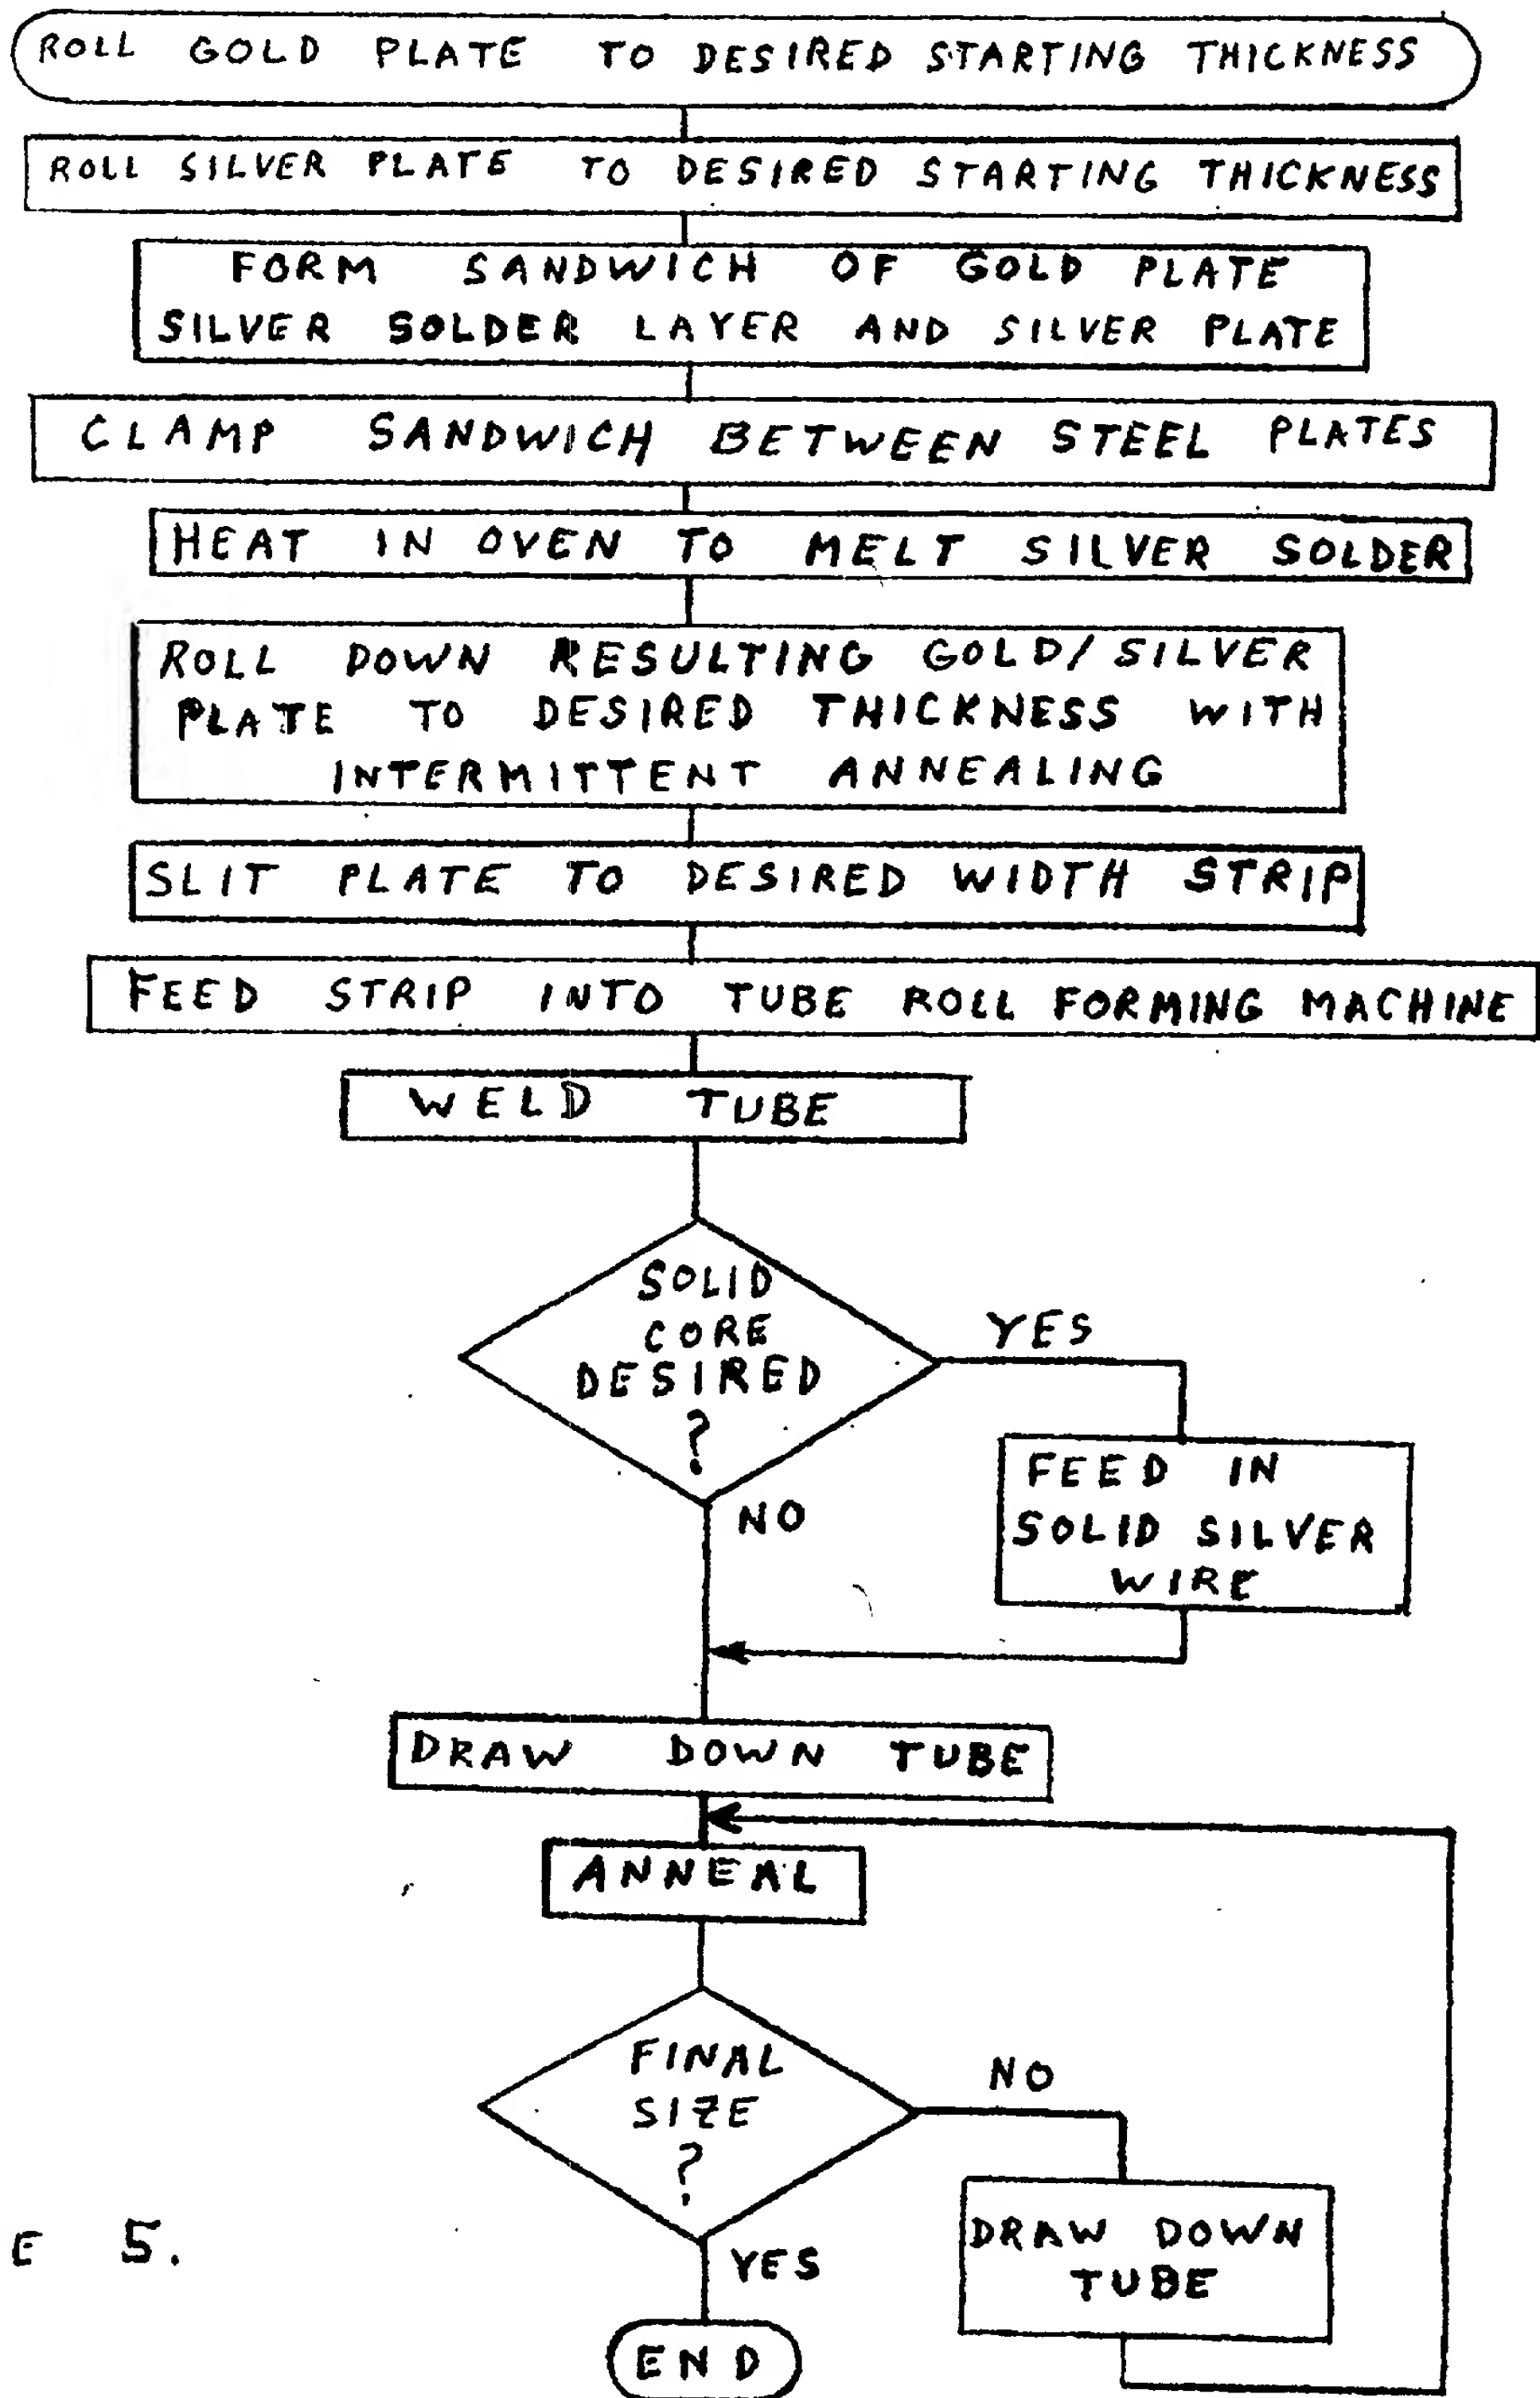 ROLL GOLD PLATE TO DESIRED STARTING THICKNESS
ROLL SILVER PLATE TO DESIRED STARTING THICKNESS
FORM SANDWICH OF GOLD PLATE
SILVER SOLDER LAYER AND SILVER PLATE
CLAMP SANDWICH BETWEEN STEEL PLATES
HEAT IN OVEN TO MELT SILVER SOLDER
ROLL DOWN RESULTING GOLD/SILVER
PLATE TO DESIRED THICKNESS WITH
INTERMITTENT ANNEALING
SLIT PLATE TO DESIRED WIDTH STRIP
FEED STRIP INTO TUBE ROLL FORMING MACHINE
WELD TUBE
SOLID
CORE
DESIRED
?
YES
NO
FEED IN
SOLID SILVER
WIRE
DRAW DOWN TUBE
ANNEAL
FINAL
SIZE
?
NO
DRAW DOWN
TUBE
YES
END
E 5.